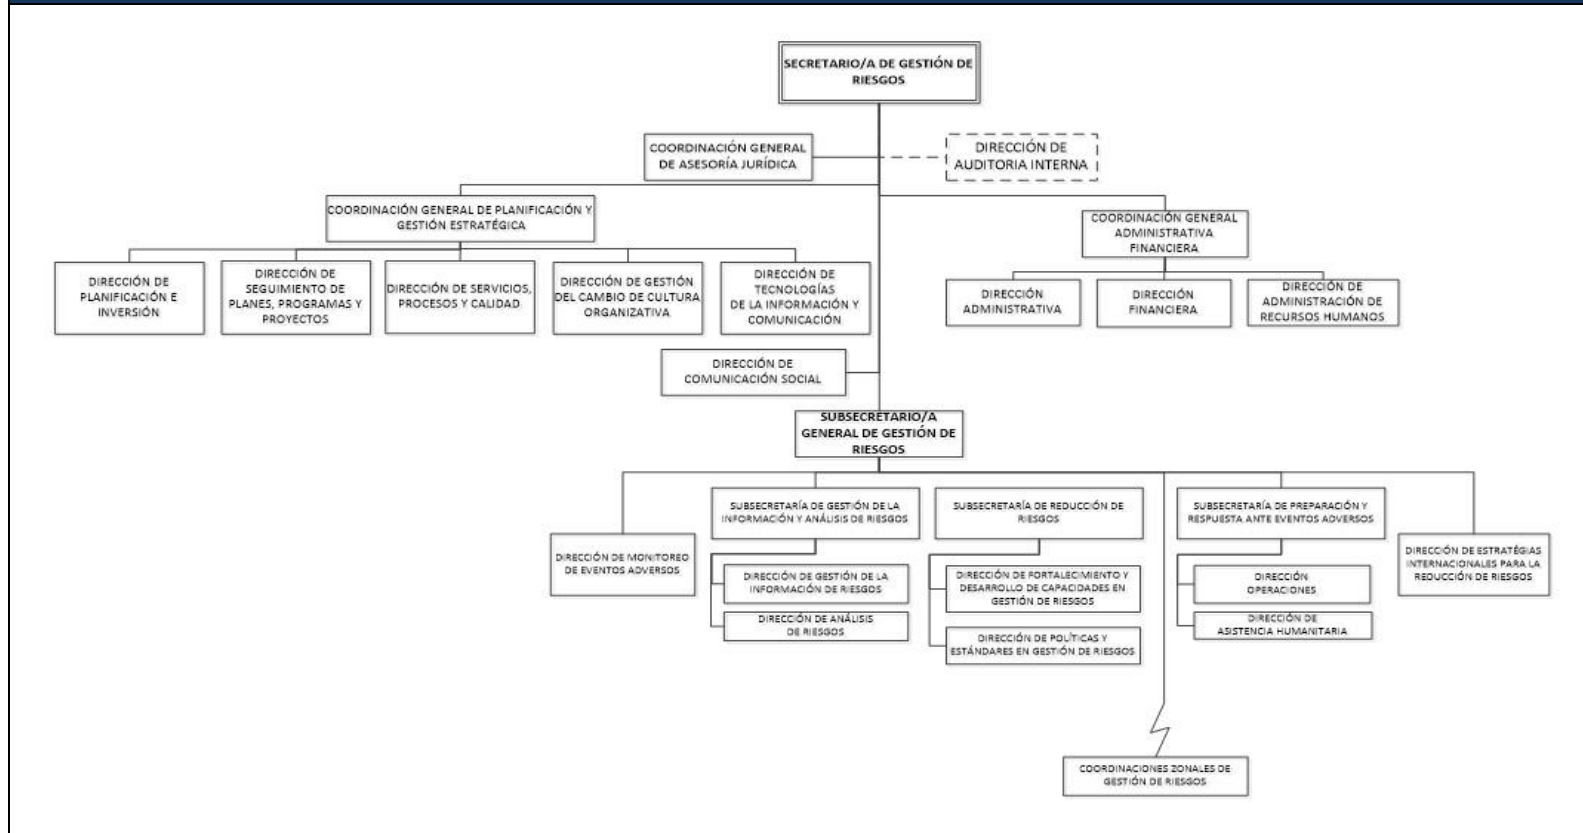 SECRETARIO/A DE GESTIÓN DE
RIESGOS
COORDINACIÓN GENERAL
DE ASESORÍA JURÍDICA
DIRECCIÓN DE
AUDITORIA INTERNA
COORDINACIÓN GENERAL DE PLANIFICACIÓN Y
GESTIÓN ESTRATÉGICA
COORDINACIÓN GENERAL
ADMINISTRATIVA
FINANCIERA
DIRECCIÓN DE
PLANIFICACIÓN E
INVERSIÓN
DIRECCIÓN DE
SEGUIMIENTO DE
PLANES, PROGRAMAS Y
PROYECTOS
DIRECCIÓN DE SERVICIOS,
PROCESOS Y CALIDAD
DIRECCIÓN DE GESTIÓN
DEL CAMBIO DE CULTURA
ORGANIZATIVA
DIRECCIÓN DE
TECNOLOGÍAS
DE LA INFORMACIÓN Y
COMUNICACIÓN
DIRECCIÓN
ADMINISTRATIVA
DIRECCIÓN
FINANCIERA
DIRECCIÓN DE
ADMINISTRACIÓN DE
RECURSOS HUMANOS
DIRECCIÓN DE
COMUNICACIÓN SOCIAL
SUBSECRETARIO/A
GENERAL DE GESTIÓN DE
RIESGOS
DIRECCIÓN DE MONITOREO
DE EVENTOS ADVERSOS
SUBSECRETARÍA DE GESTIÓN DE LA
INFORMACIÓN Y ANÁLISIS DE RIESGOS
DIRECCIÓN DE GESTIÓN DE LA
INFORMACIÓN DE RIESGOS
DIRECCIÓN DE ANÁLISIS
DE RIESGOS
SUBSECRETARÍA DE REDUCCIÓN DE
RIESGOS
DIRECCIÓN DE FORTALECIMIENTO Y
DESARROLLO DE CAPACIDADES EN
GESTIÓN DE RIESGOS
DIRECCIÓN DE POLÍTICAS Y
ESTÁNDARES EN GESTIÓN DE RIESGOS
SUBSECRETARÍA DE PREPARACIÓN Y
RESPUESTA ANTE EVENTOS ADVERSOS
DIRECCIÓN
OPERACIONES
DIRECCIÓN DE
ASISTENCIA HUMANITARIA
DIRECCIÓN DE ESTRATÉGIAS
INTERNACIONALES PARA LA
REDUCCIÓN DE RIESGOS
COORDINACIONES ZONALES DE
GESTIÓN DE RIESGOS